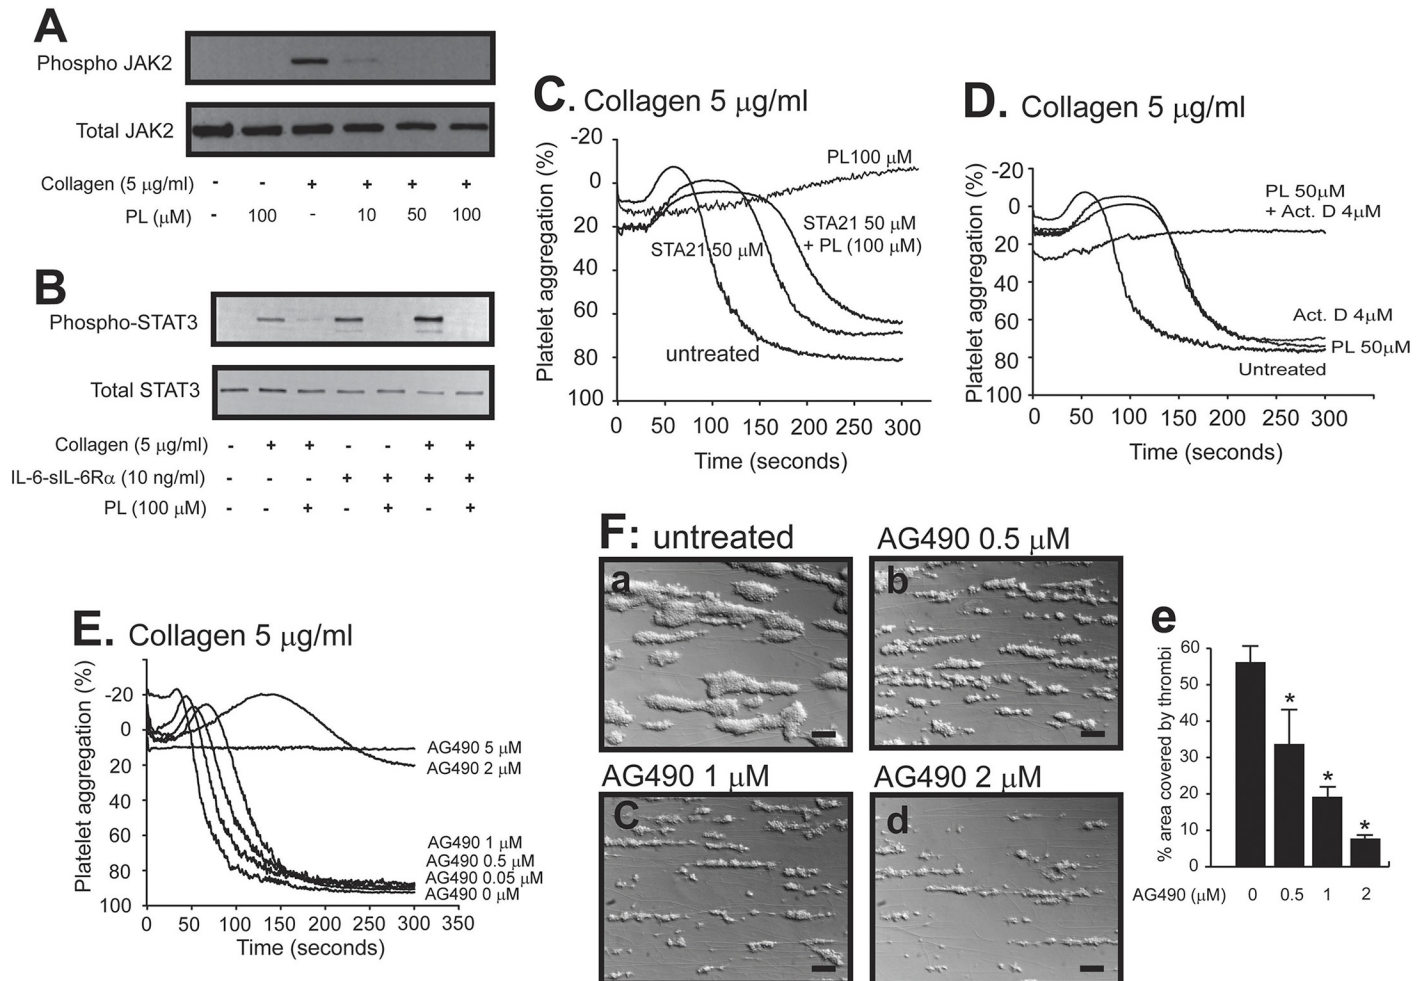 A
Phospho JAK2
Total JAK2
Collagen (5 μg/ml) - - + + + +
PL (μM) - 100 - 10 50 100
B
Phospho-STAT3
Total STAT3
Collagen (5 μg/ml) - + + - - + +
IL-6-sIL-6Rα (10 ng/ml) - - - + + + +
PL (100 μM) - - + - + - +
C. Collagen 5 μg/ml
Platelet aggregation (%)
-20
0
20
40
60
80
100
PL100 μM
STA21 50 μM
+ PL (100 μM)
STA21 50 μM
untreated
0 50 100 150 200 250 300
Time (seconds)
D. Collagen 5 μg/ml
Platelet aggregation (%)
-20
0
20
40
60
80
100
PL 50μM
+ Act. D 4μM
Act. D 4μM
PL 50μM
Untreated
0 50 100 150 200 250 300
Time (seconds)
E. Collagen 5 μg/ml
Platelet aggregation (%)
-20
0
20
40
60
80
100
AG490 5 μM
AG490 2 μM
AG490 1 μM
AG490 0.5 μM
AG490 0.05 μM
AG490 0 μM
0 50 100 150 200 250 300 350
Time (seconds)
F: untreated
a
AG490 0.5 μM
b
AG490 1 μM
C
AG490 2 μM
d
e
% area covered by thrombi
60
50
40
30
20
10
0
* * *
AG490 (μM) 0 0.5 1 2